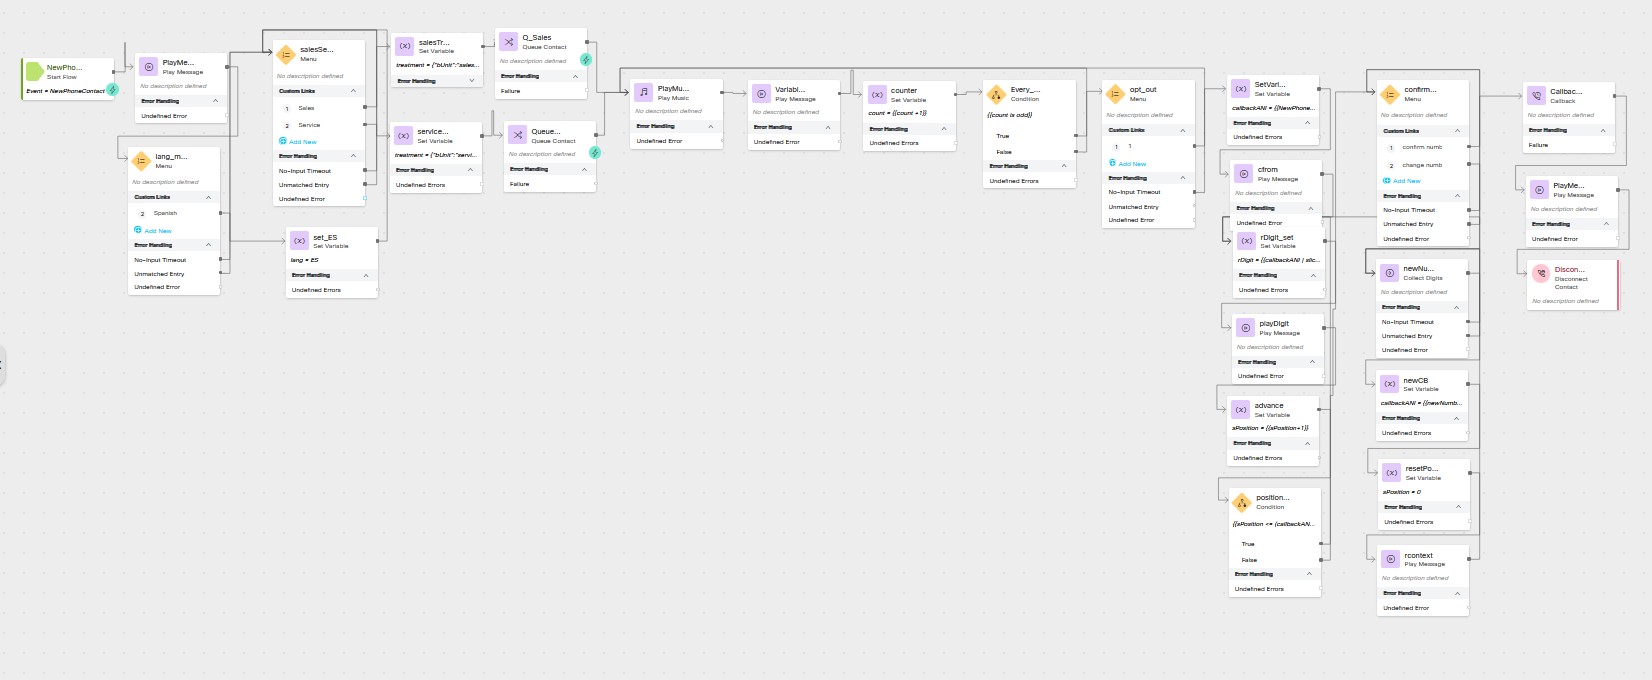 NewPho...
Start Flow
Event = NewPhoneContact
PlayMe...
Play Message
No description defined
Error Handling
Undefined Error
lang_m...
Menu
No description defined
Custom Links
2 Spanish
Add New
Error Handling
No-Input Timeout
Unmatched Entry
Undefined Error
salesSe...
Menu
No description defined
Custom Links
1 Sales
2 Service
Add New
Error Handling
No-Input Timeout
Unmatched Entry
Undefined Error
set_ES
Set Variable
lang = ES
Error Handling
Undefined Errors
salesTr...
Set Variable
treatment = {"bUnit":"sales...
Error Handling
service...
Set Variable
treatment = {"bUnit":"servi...
Error Handling
Undefined Errors
Q_Sales
Queue Contact
No description defined
Error Handling
Failure
Queue...
Queue Contact
No description defined
Error Handling
Failure
PlayMu...
Play Music
No description defined
Error Handling
Undefined Error
Variabl...
Play Message
No description defined
Error Handling
Undefined Error
counter
Set Variable
count = {{count +1}}
Error Handling
Undefined Errors
Every_...
Condition
{{count is odd}}
True
False
Error Handling
Undefined Errors
opt_out
Menu
No description defined
Custom Links
1 1
Add New
Error Handling
No-Input Timeout
Unmatched Entry
Undefined Error
SetVari...
Set Variable
callbackANI = {{NewPhone...
Error Handling
Undefined Errors
cfrom
Play Message
No description defined
Error Handling
Undefined Error
rDigit_set
Set Variable
rDigit = {{callbackANI | slic...
Error Handling
Undefined Errors
playDigit
Play Message
No description defined
Error Handling
Undefined Error
advance
Set Variable
sPosition = {{sPosition+1}}
Error Handling
Undefined Errors
position...
Condition
{{sPosition <= (callbackAN...
True
False
Error Handling
Undefined Errors
confirm...
Menu
No description defined
Custom Links
1 confirm numb
2 change numb
Add New
Error Handling
No-Input Timeout
Unmatched Entry
Undefined Error
newNu...
Collect Digits
No description defined
Error Handling
No-Input Timeout
Unmatched Entry
Undefined Error
newCB
Set Variable
callbackANI = {{newNumb...
Error Handling
Undefined Errors
resetPo...
Set Variable
sPosition = 0
Error Handling
Undefined Errors
rcontext
Play Message
No description defined
Error Handling
Undefined Error
Callbac...
Callback
No description defined
Error Handling
Failure
PlayMe...
Play Message
No description defined
Error Handling
Undefined Error
Discon...
Disconnect
Contact
No description defined